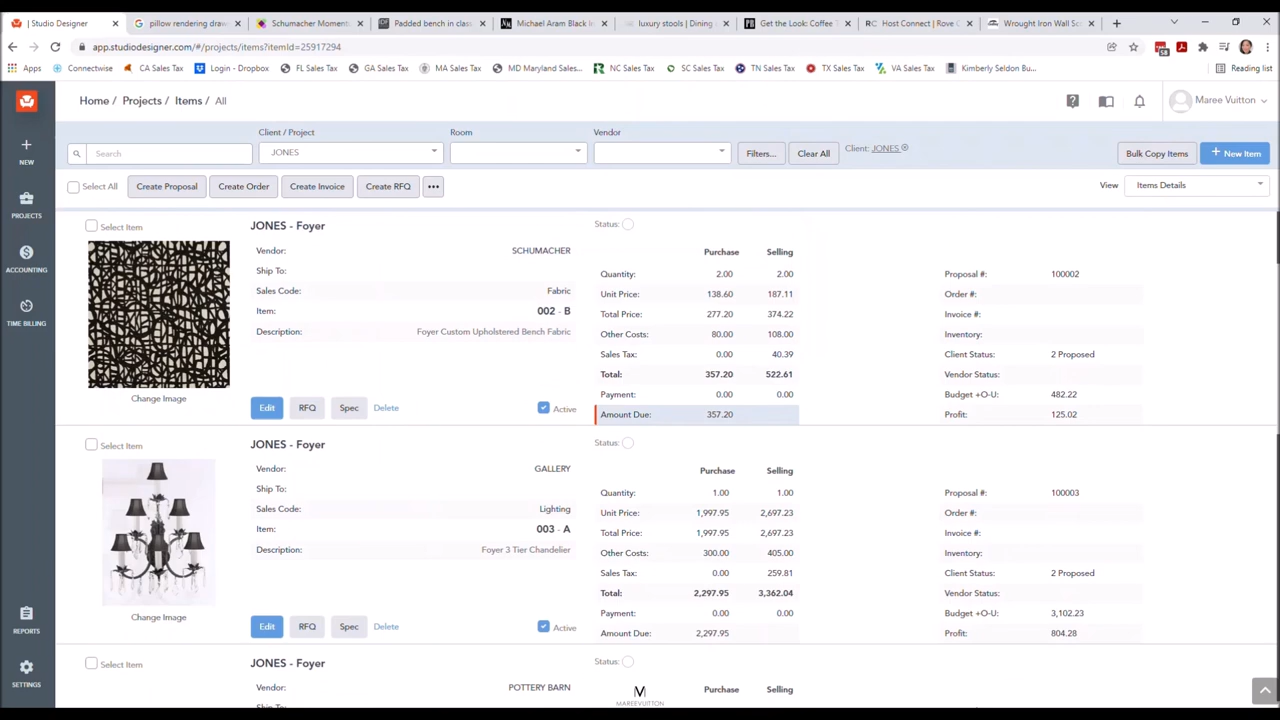 | Studio Designer
pillow rendering draw
Schumacher Moment
Padded bench in class
Michael Aram Black I
luxury stools | Dining
Get the Look: Coffee T
Host Connect | Rove C
Wrought Iron Wall Sc
app.studiodesigner.com/#/projects/items?itemId=25917294
58
Apps Connectwise CA Sales Tax Login - Dropbox FL Sales Tax GA Sales Tax MA Sales Tax MD Maryland Sales... NC Sales Tax SC Sales Tax TN Sales Tax TX Sales Tax VA Sales Tax Kimberly Seldon Bu... Reading list
Home / Projects / Items / All
Maree Vuitton
Client / Project Room Vendor
Search JONES Filters... Clear All Client: JONES Bulk Copy Items + New Item
Select All Create Proposal Create Order Create Invoice Create RFQ ••• View Items Details
NEW
PROJECTS
ACCOUNTING
TIME BILLING
REPORTS
SETTINGS
Select Item JONES - Foyer Status:
Vendor: SCHUMACHER Purchase Selling
Ship To: Quantity: 2.00 2.00 Proposal #: 100002
Sales Code: Fabric Unit Price: 138.60 187.11 Order #:
Item: 002 - B Total Price: 277.20 374.22 Invoice #:
Description: Foyer Custom Upholstered Bench Fabric Other Costs: 80.00 108.00 Inventory:
Sales Tax: 0.00 40.39 Client Status: 2 Proposed
Total: 357.20 522.61 Vendor Status:
Change Image Payment: 0.00 0.00 Budget +O-U: 482.22
Edit RFQ Spec Delete Active Amount Due: 357.20 Profit: 125.02
Select Item JONES - Foyer Status:
Vendor: GALLERY Purchase Selling
Ship To: Quantity: 1.00 1.00 Proposal #: 100003
Sales Code: Lighting Unit Price: 1,997.95 2,697.23 Order #:
Item: 003 - A Total Price: 1,997.95 2,697.23 Invoice #:
Description: Foyer 3 Tier Chandelier Other Costs: 300.00 405.00 Inventory:
Sales Tax: 0.00 259.81 Client Status: 2 Proposed
Total: 2,297.95 3,362.04 Vendor Status:
Change Image Payment: 0.00 0.00 Budget +O-U: 3,102.23
Edit RFQ Spec Delete Active Amount Due: 2,297.95 Profit: 804.28
Select Item JONES - Foyer Status:
Vendor: POTTERY BARN Purchase Selling
M
MAREEVUITTON